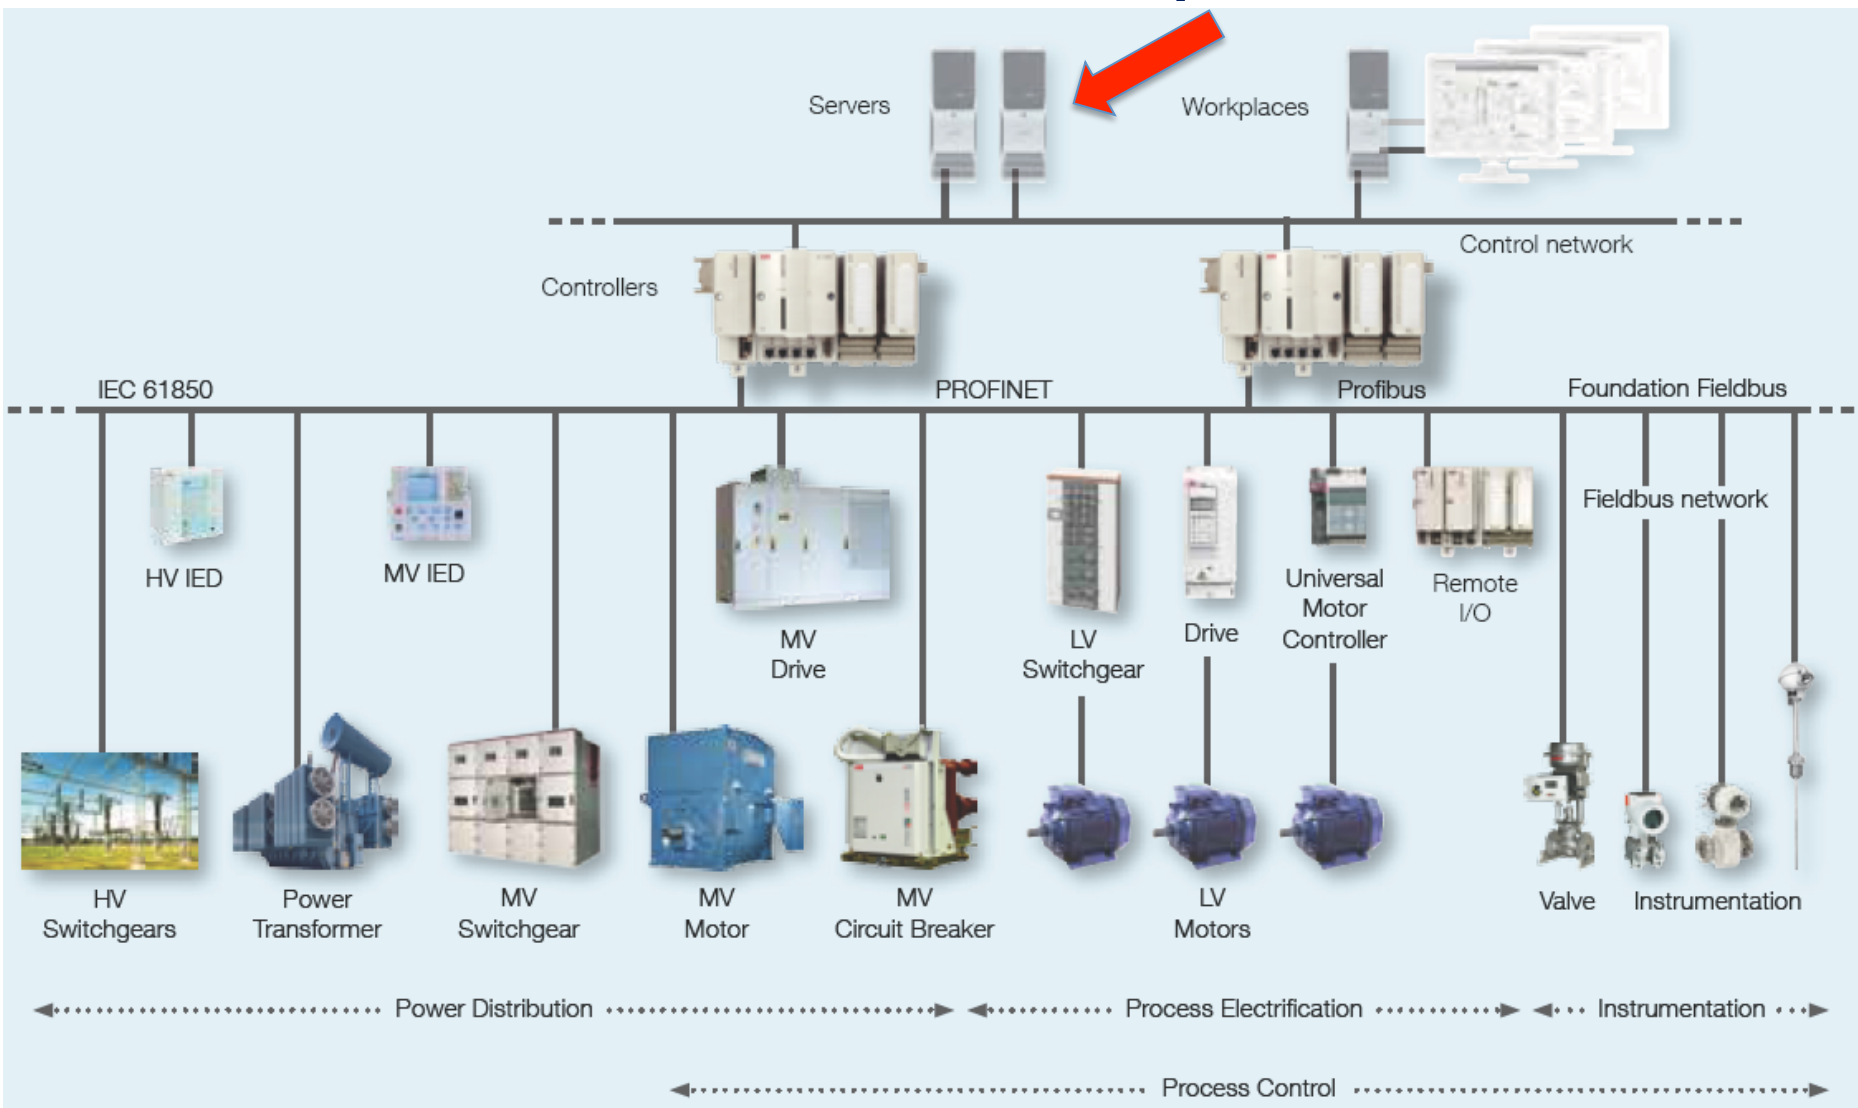 Servers
Workplaces
Control network
Controllers
IEC 61850
PROFINET
Profibus
Foundation Fieldbus
Fieldbus network
HV IED
MV IED
MV
Drive
LV
Switchgear
Drive
Universal
Motor
Controller
Remote
I/O
HV
Switchgears
Power
Transformer
MV
Switchgear
MV
Motor
MV
Circuit Breaker
LV
Motors
Valve
Instrumentation
Power Distribution
Process Electrification
Instrumentation
Process Control